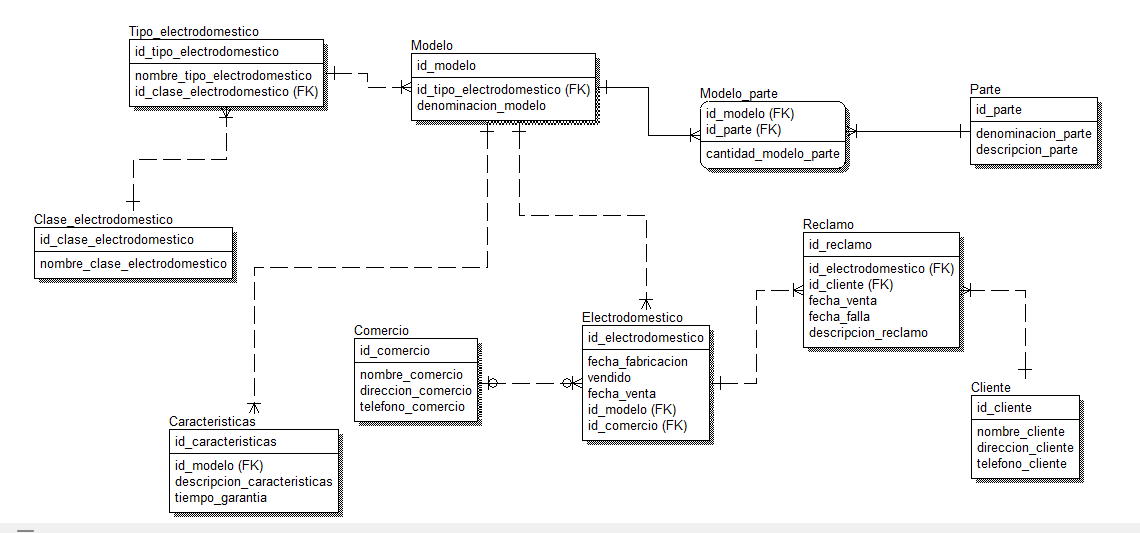 Tipo_electrodomestico
id_tipo_electrodomestico
nombre_tipo_electrodomestico
id_clase_electrodomestico (FK)
Modelo
id_modelo
id_tipo_electrodomestico (FK)
denominacion_modelo
Modelo_parte
id_modelo (FK)
id_parte (FK)
cantidad_modelo_parte
Parte
id_parte
denominacion_parte
descripcion_parte
Clase_electrodomestico
id_clase_electrodomestico
nombre_clase_electrodomestico
Reclamo
id_reclamo
id_electrodomestico (FK)
id_cliente (FK)
fecha_venta
fecha_falla
descripcion_reclamo
Comercio
id_comercio
nombre_comercio
direccion_comercio
telefono_comercio
Electrodomestico
id_electrodomestico
fecha_fabricacion
vendido
fecha_venta
id_modelo (FK)
id_comercio (FK)
Cliente
id_cliente
nombre_cliente
direccion_cliente
telefono_cliente
Caracteristicas
id_caracteristicas
id_modelo (FK)
descripcion_caracteristicas
tiempo_garantia